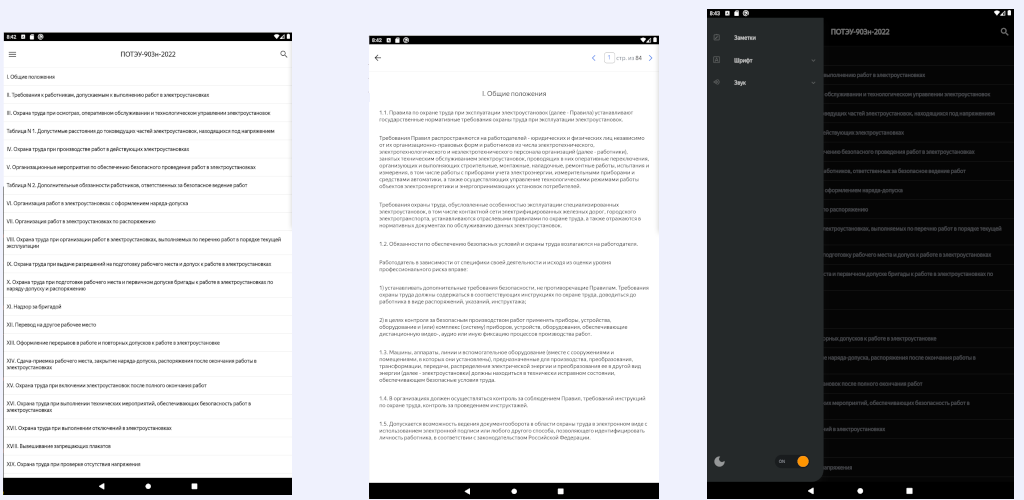 8:42
ПОТЭУ-903н-2022
I. Общие положения
II. Требования к работникам, допускаемым к выполнению работ в электроустановках
III. Охрана труда при осмотрах, оперативном обслуживании и технологическом управлении электроустановок
Таблица N 1. Допустимые расстояния до токоведущих частей электроустановок, находящихся под напряжением
IV. Охрана труда при производстве работ в действующих электроустановках
V. Организационные мероприятия по обеспечению безопасного проведения работ в электроустановках
Таблица N 2. Дополнительные обязанности работников, ответственных за безопасное ведение работ
VI. Организация работ в электроустановках с оформлением наряда-допуска
VII. Организация работ в электроустановках по распоряжению
VIII. Охрана труда при организации работ в электроустановках, выполняемых по перечню работ в порядке текущей
эксплуатации
IX. Охрана труда при выдаче разрешений на подготовку рабочего места и допуск к работе в электроустановках
X. Охрана труда при подготовке рабочего места и первичном допуске бригады к работе в электроустановках по
наряду-допуску и распоряжению
XI. Надзор за бригадой
XII. Перевод на другое рабочее место
XIII. Оформление перерывов в работе и повторных допусков к работе в электроустановке
XIV. Сдача-приемка рабочего места, закрытие наряда-допуска, распоряжения после окончания работы в
электроустановках
XV. Охрана труда при включении электроустановок после полного окончания работ
XVI. Охрана труда при выполнении технических мероприятий, обеспечивающих безопасность работ в
электроустановках
XVII. Охрана труда при выполнении отключений в электроустановках
XVIII. Вывешивание запрещающих плакатов
XIX. Охрана труда при проверке отсутствия напряжения
8:42
1 стр. из 84
I. Общие положения
1.1. Правила по охране труда при эксплуатации электроустановок (далее - Правила) устанавливают
государственные нормативные требования охраны труда при эксплуатации электроустановок.
Требования Правил распространяются на работодателей - юридических и физических лиц независимо
от их организационно-правовых форм и работников из числа электротехнического,
электротехнологического и неэлектротехнического персонала организаций (далее - работники),
занятых техническим обслуживанием электроустановок, проводящих в них оперативные переключения,
организующих и выполняющих строительные, монтажные, наладочные, ремонтные работы, испытания и
измерения, в том числе работы с приборами учета электроэнергии, измерительными приборами и
средствами автоматики, а также осуществляющих управление технологическими режимами работы
объектов электроэнергетики и энергопринимающих установок потребителей.
Требования охраны труда, обусловленные особенностью эксплуатации специализированных
электроустановок, в том числе контактной сети электрифицированных железных дорог, городского
электротранспорта, устанавливаются отраслевыми правилами по охране труда, а также отражаются в
нормативных документах по обслуживанию данных электроустановок.
1.2. Обязанности по обеспечению безопасных условий и охраны труда возлагаются на работодателя.
Работодатель в зависимости от специфики своей деятельности и исходя из оценки уровня
профессионального риска вправе:
1) устанавливать дополнительные требования безопасности, не противоречащие Правилам. Требования
охраны труда должны содержаться в соответствующих инструкциях по охране труда, доводиться до
работника в виде распоряжений, указаний, инструктажа;
2) в целях контроля за безопасным производством работ применять приборы, устройства,
оборудование и (или) комплекс (систему) приборов, устройств, оборудования, обеспечивающие
дистанционную видео-, аудио или иную фиксацию процессов производства работ.
1.3. Машины, аппараты, линии и вспомогательное оборудование (вместе с сооружениями и
помещениями, в которых они установлены), предназначенные для производства, преобразования,
трансформации, передачи, распределения электрической энергии и преобразования ее в другой вид
энергии (далее - электроустановки) должны находиться в технически исправном состоянии,
обеспечивающем безопасные условия труда.
1.4. В организациях должен осуществляться контроль за соблюдением Правил, требований инструкций
по охране труда, контроль за проведением инструктажей.
1.5. Допускается возможность ведения документооборота в области охраны труда в электронном виде с
использованием электронной подписи или любого другого способа, позволяющего идентифицировать
личность работника, в соответствии с законодательством Российской Федерации.
8:43
ПОТЭУ-903н-2022
Заметки
Шрифт
Звук
выполнению работ в электроустановках
обслуживании и технологическом управлении электроустановок
ведущих частей электроустановок, находящихся под напряжением
действующих электроустановках
чению безопасного проведения работ в электроустановках
аботников, ответственных за безопасное ведение работ
оформлением наряда-допуска
по распоряжению
ектроустановках, выполняемых по перечню работ в порядке текущей
подготовку рабочего места и допуск к работе в электроустановках
ста и первичном допуске бригады к работе в электроустановках по
орных допусков к работе в электроустановке
е наряда-допуска, распоряжения после окончания работы в
новок после полного окончания работ
их мероприятий, обеспечивающих безопасность работ в
ий в электроустановках
апряжения
ON